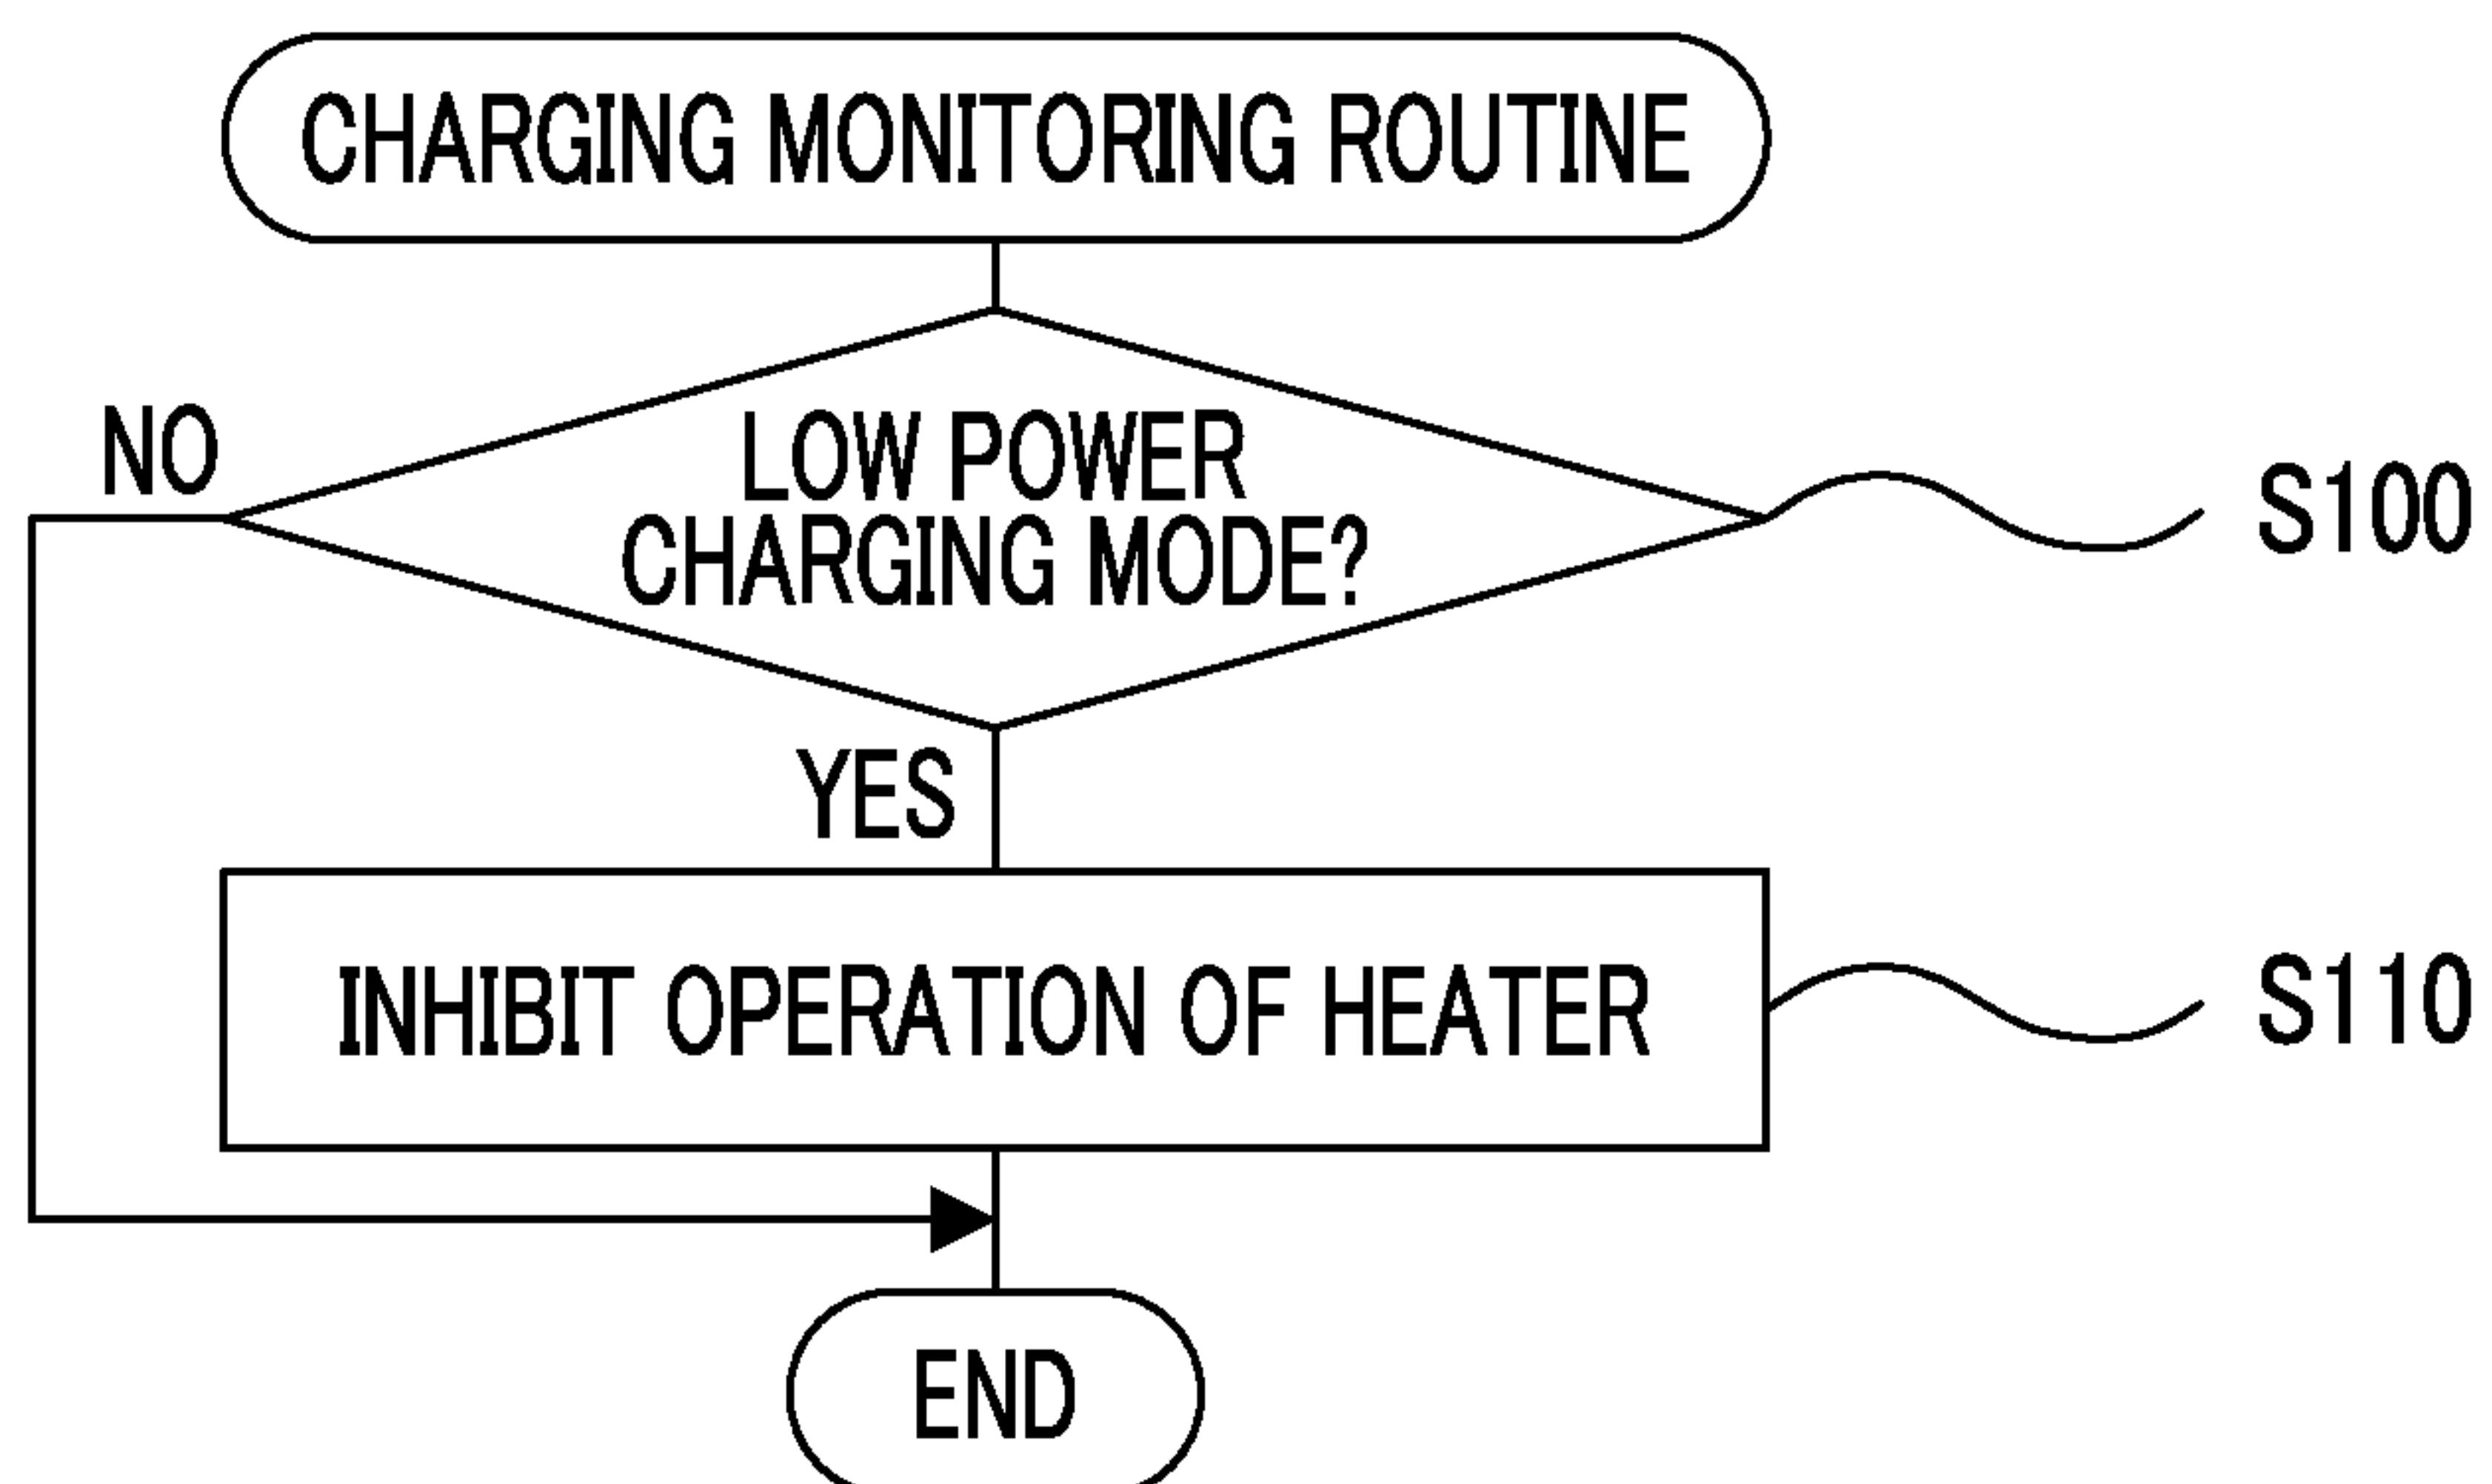 CHARGING MONITORING ROUTINE
NO
LOW POWER
CHARGING MODE?
S100
YES
INHIBIT OPERATION OF HEATER
S110
END